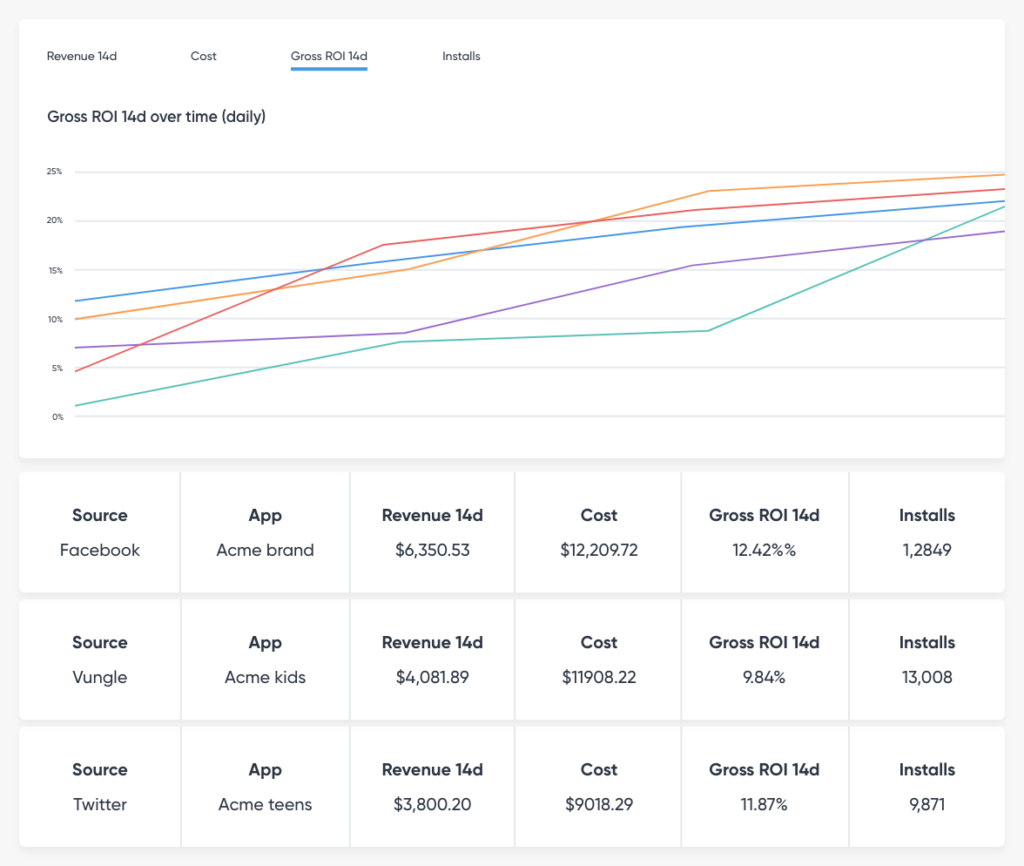 Revenue 14d Cost Gross ROI 14d Installs
Gross ROI 14d over time (daily)
25%
20%
15%
10%
5%
0%
Source App Revenue 14d Cost Gross ROI 14d Installs
Facebook Acme brand $6,350.53 $12,209.72 12.42%% 1,2849
Source App Revenue 14d Cost Gross ROI 14d Installs
Vungle Acme kids $4,081.89 $11908.22 9.84% 13,008
Source App Revenue 14d Cost Gross ROI 14d Installs
Twitter Acme teens $3,800.20 $9018.29 11.87% 9,871